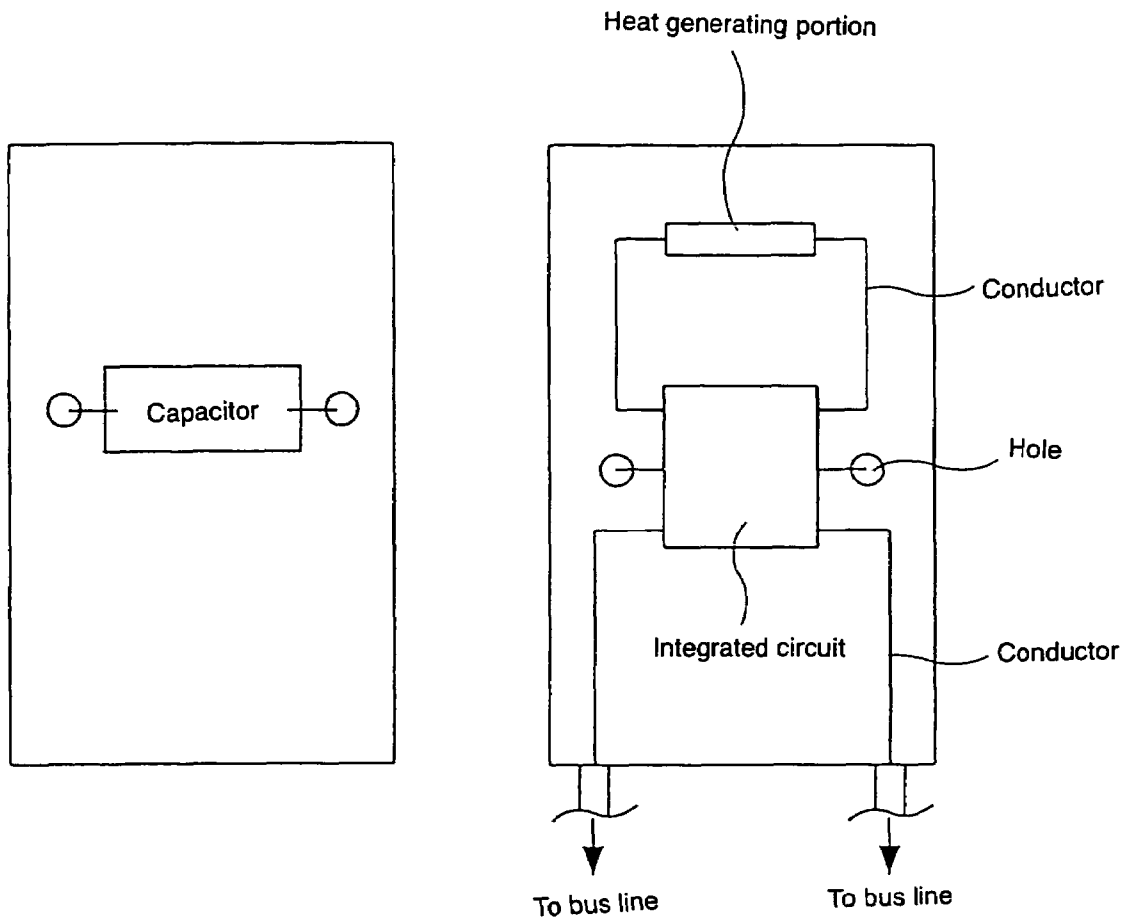 Heat generating portion
Conductor
Capacitor
Hole
Integrated circuit
Conductor
To bus line
To bus line